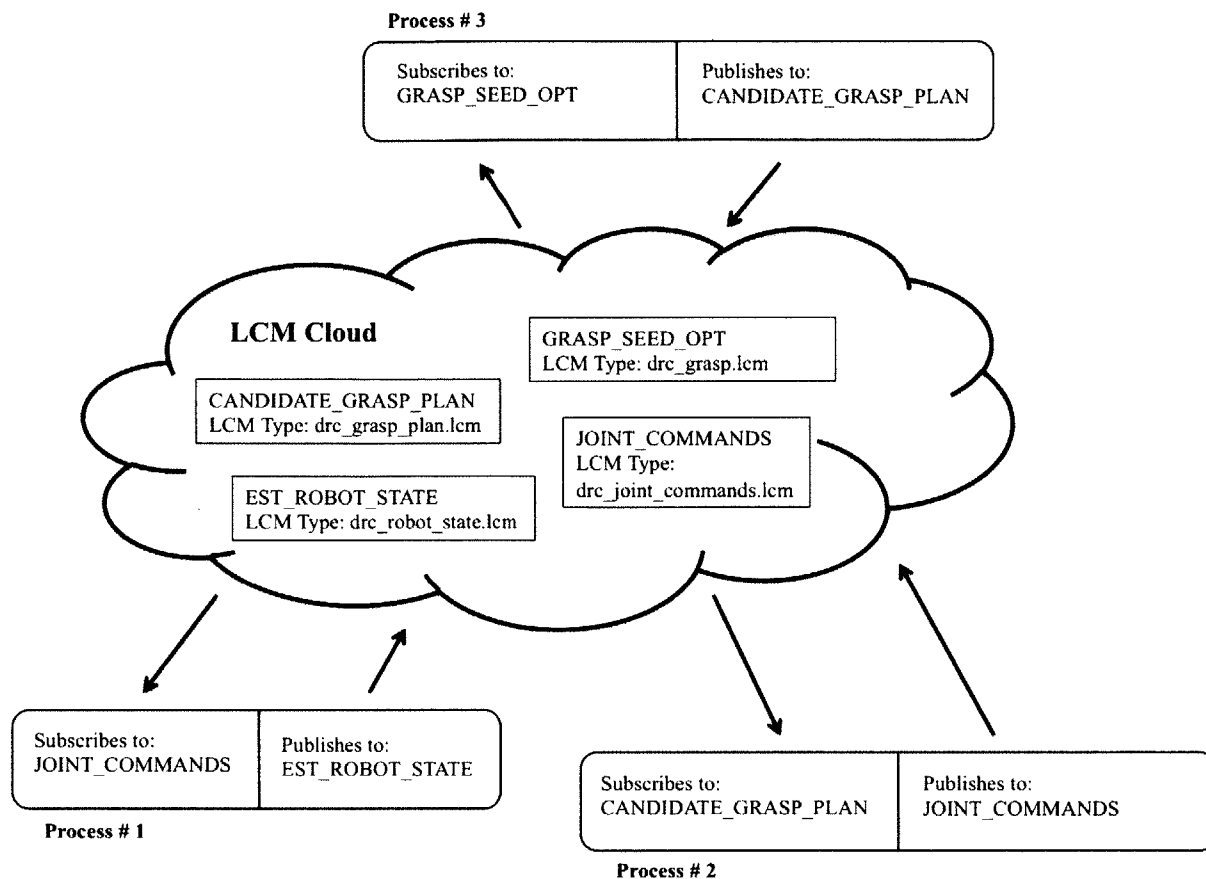 Process # 3
Subscribes to:
GRASP_SEED_OPT
Publishes to:
CANDIDATE_GRASP_PLAN
LCM Cloud
GRASP_SEED_OPT
LCM Type: drc_grasp.lcm
CANDIDATE_GRASP_PLAN
LCM Type: drc_grasp_plan.lcm
JOINT_COMMANDS
LCM Type:
drc_joint_commands.lcm
EST_ROBOT_STATE
LCM Type: drc_robot_state.lcm
Subscribes to:
JOINT_COMMANDS
Publishes to:
EST_ROBOT_STATE
Process # 1
Subscribes to:
CANDIDATE_GRASP_PLAN
Publishes to:
JOINT_COMMANDS
Process # 2